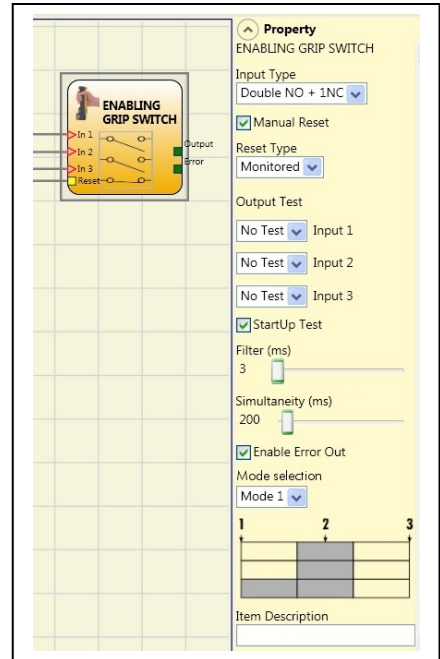 ENABLING
GRIP SWITCH
In 1
In 2
In 3
Reset
Output
Error
Property
ENABLING GRIP SWITCH
Input Type
Double NO + 1NC
Manual Reset
Reset Type
Monitored
Output Test
No Test Input 1
No Test Input 2
No Test Input 3
StartUp Test
Filter (ms)
3
Simultaneity (ms)
200
Enable Error Out
Mode selection
Mode 1
1 2 3
Item Description